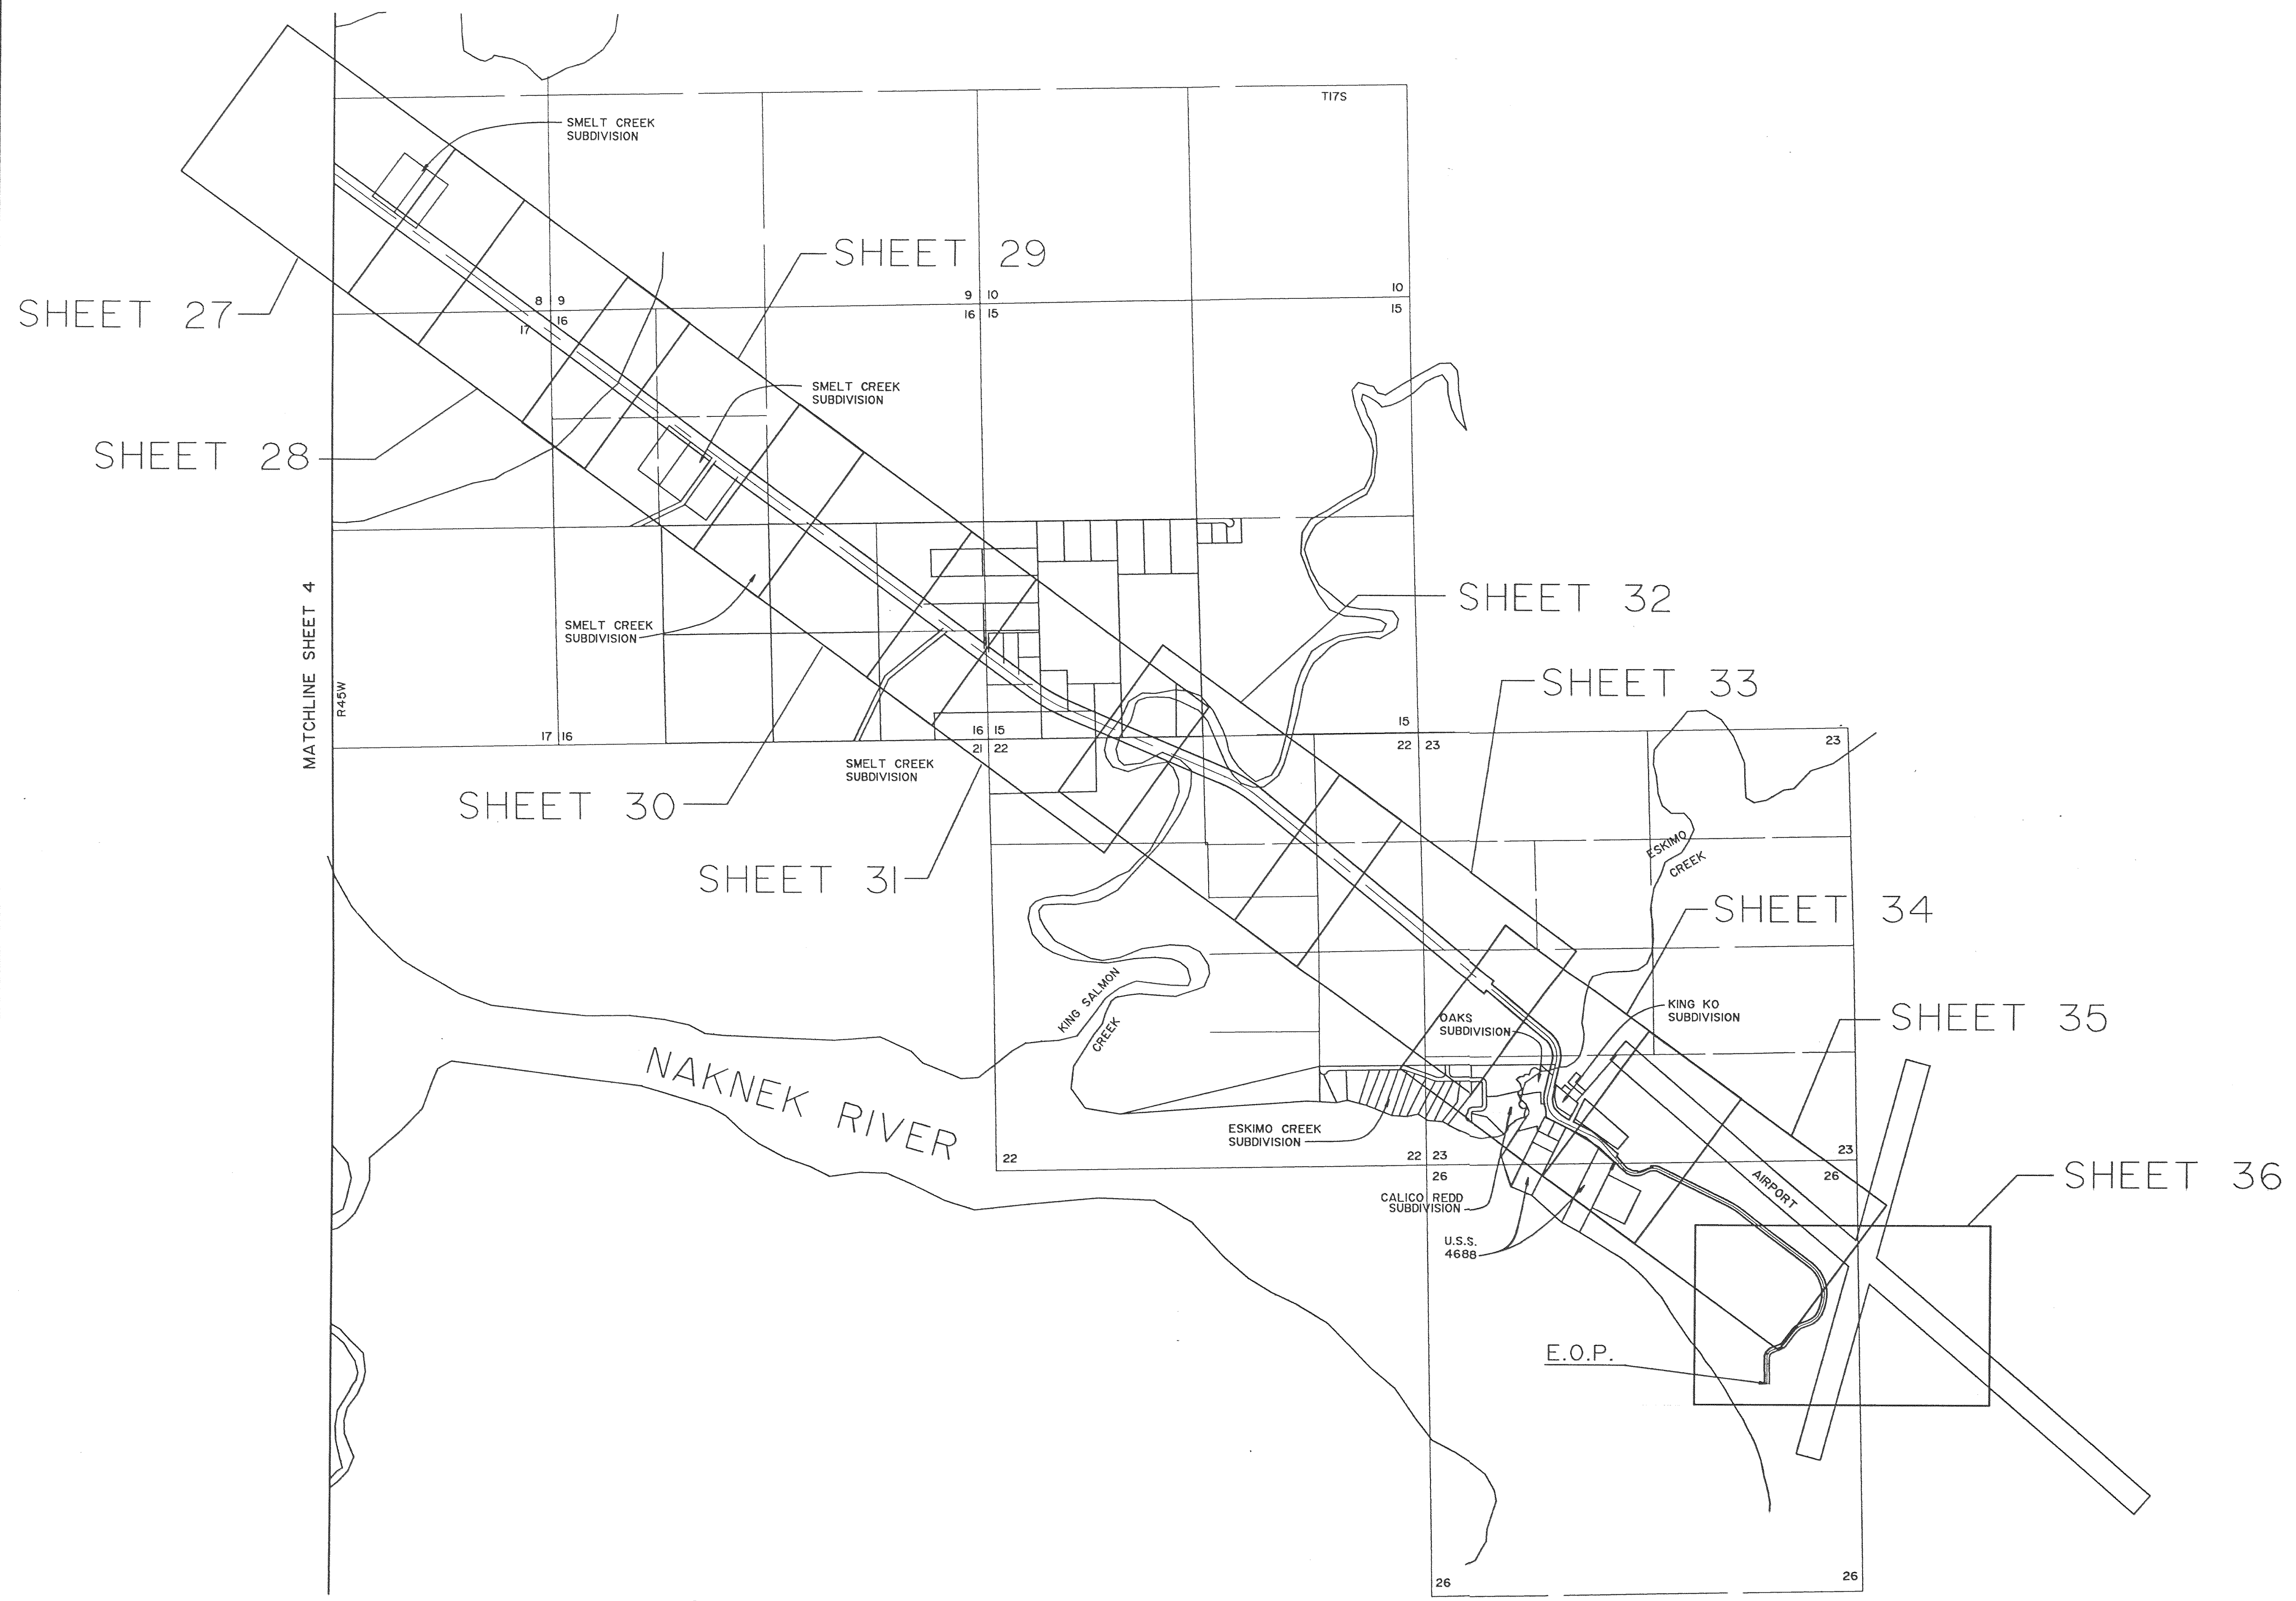 T17S
SMELT CREEK
SUBDIVISION
SHEET 29
SHEET 27
8 9
17 16
9 10
16 15
10
15
SMELT CREEK
SUBDIVISION
SHEET 28
MATCHLINE SHEET 4
R45W
SMELT CREEK
SUBDIVISION
SHEET 32
SHEET 33
17 16
16 15
21 22
15
22 23
23
SMELT CREEK
SUBDIVISION
SHEET 30
SHEET 31
ESKIMO
CREEK
SHEET 34
KING SALMON
CREEK
OAKS
SUBDIVISION
KING KO
SUBDIVISION
SHEET 35
NAKNEK RIVER
ESKIMO CREEK
SUBDIVISION
22
22 23
26
23
26
AIRPORT
SHEET 36
CALICO REDD
SUBDIVISION
U.S.S.
4688
E.O.P.
26
26